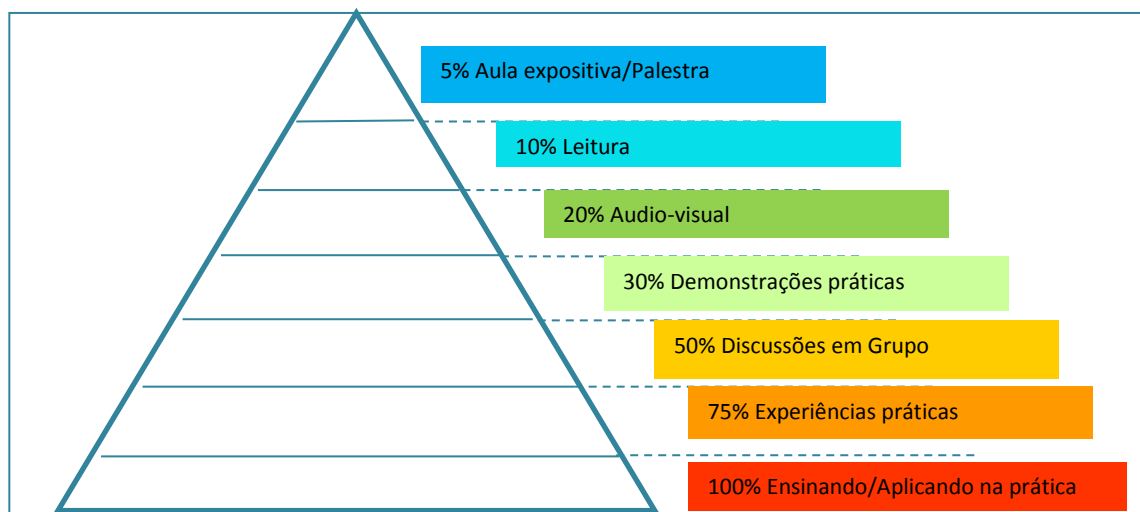 5% Aula expositiva/Palestra
10% Leitura
20% Audio-visual
30% Demonstrações práticas
50% Discussões em Grupo
75% Experiências práticas
100% Ensinando/Aplicando na prática